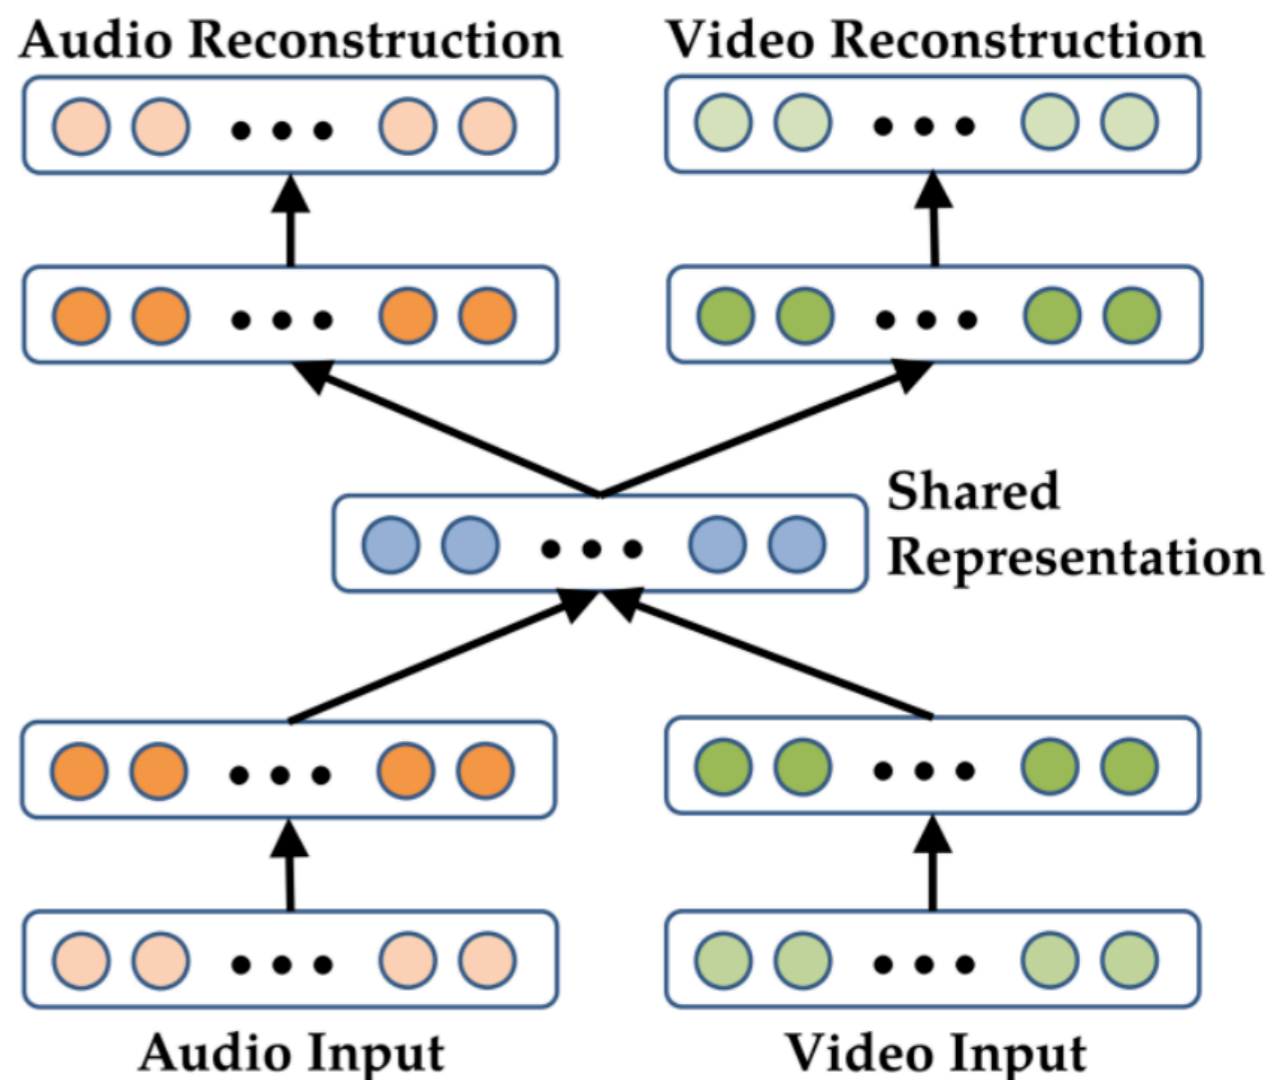 Audio Reconstruction
Video Reconstruction
Shared
Representation
Audio Input
Video Input